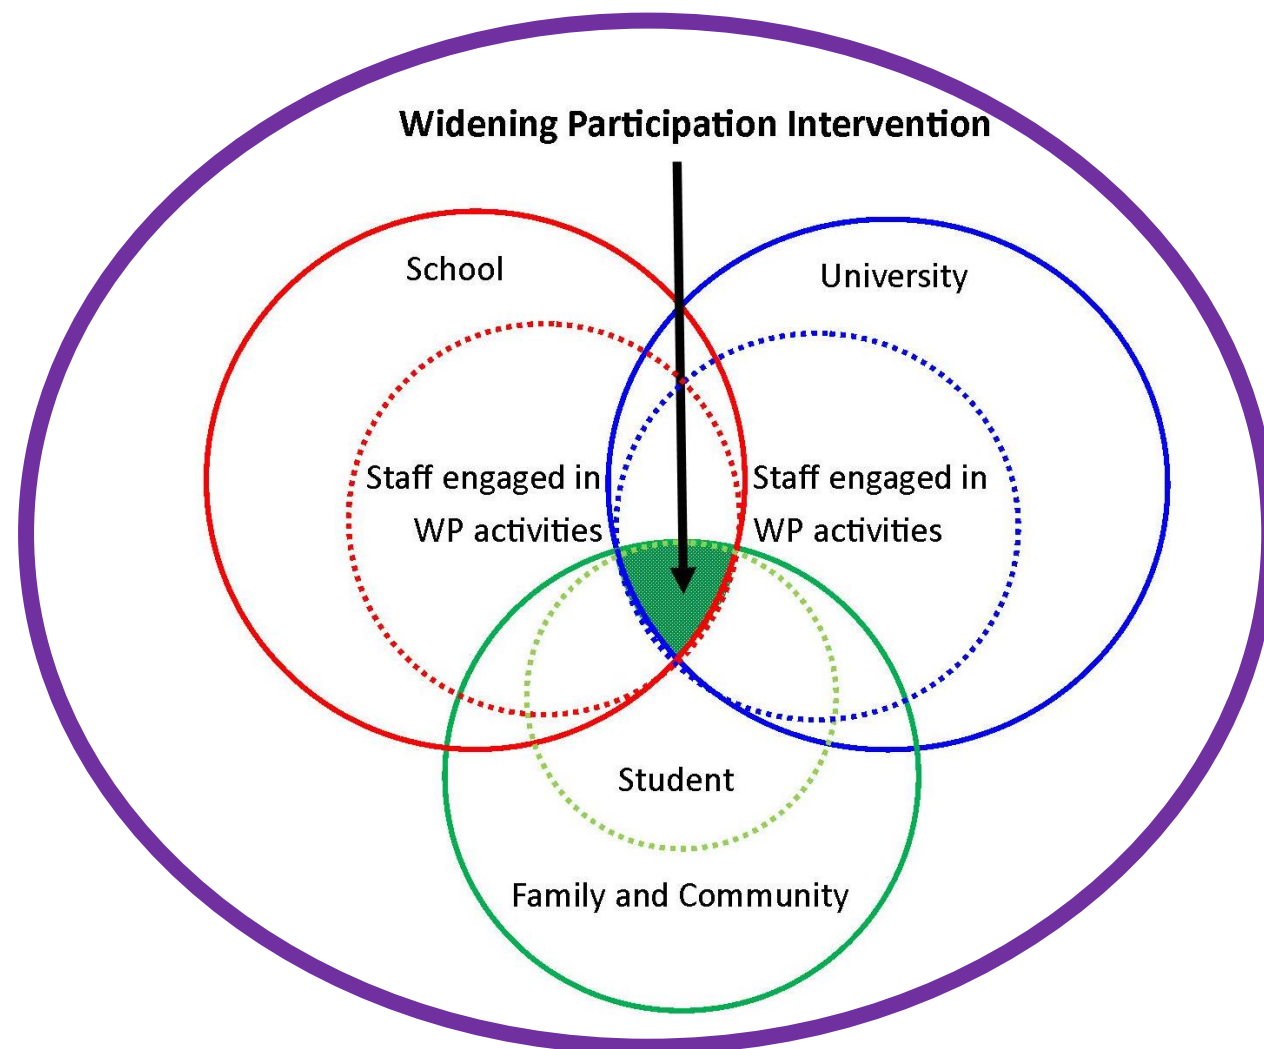 Widening Participation Intervention
School
University
Staff engaged in
WP activities
Staff engaged in
WP activities
Student
Family and Community